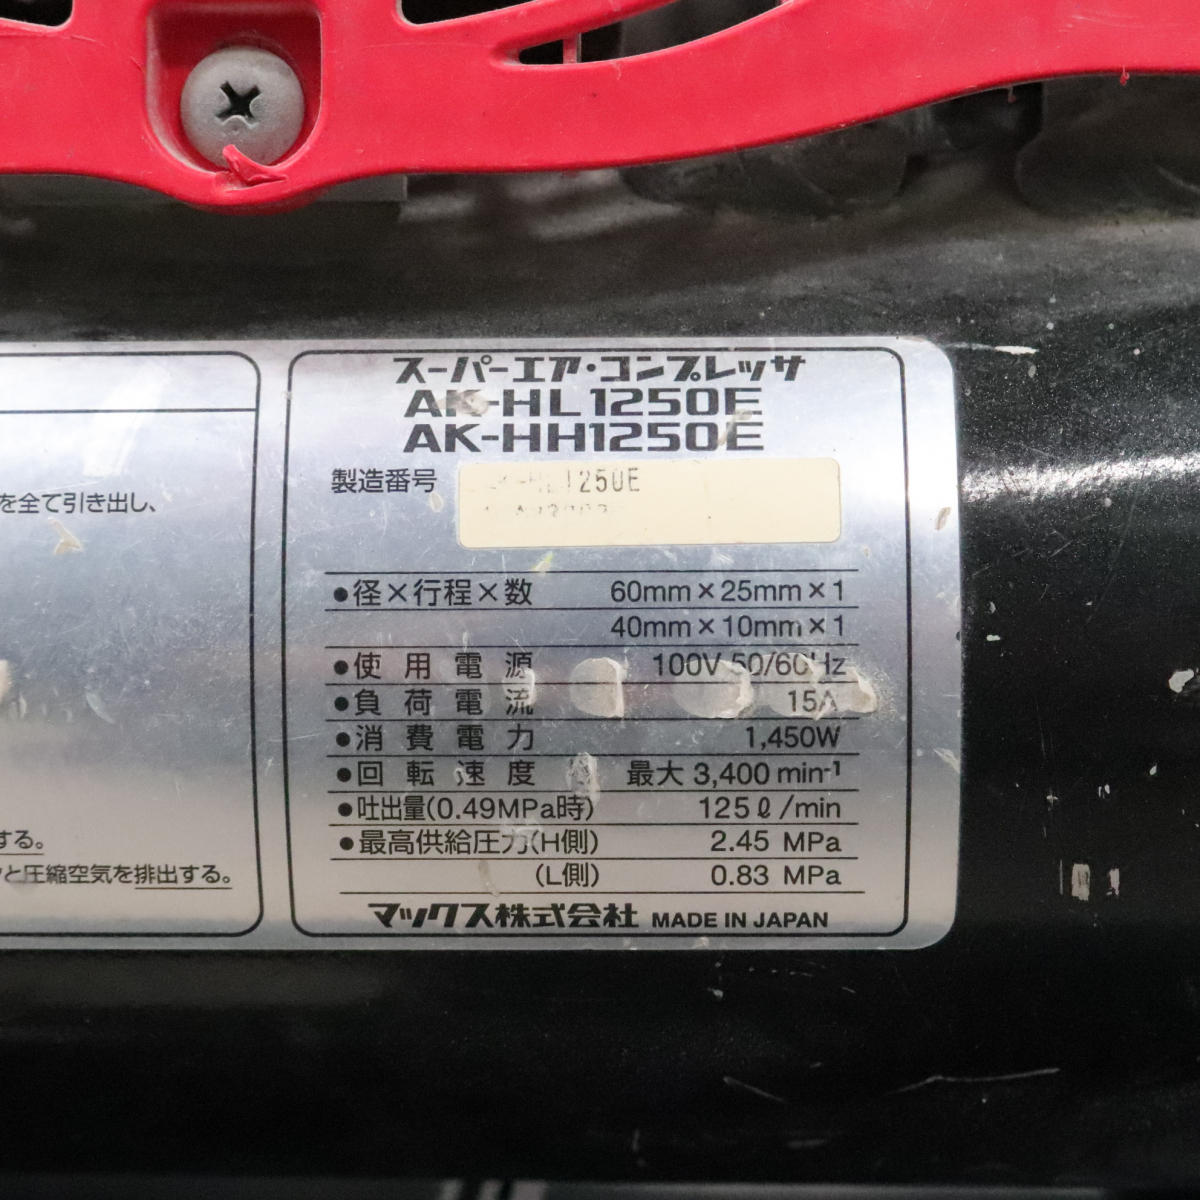 を全て引き出し、
する。
と圧縮空気を排出する。
スーパーエア・コンプレッサ
AK-HL1250E
AK-HH1250E
製造番号
AK-HL1250E
●径×行程×数 60mm×25mm×1
40mm×10mm×1
●使用電源 100V 50/60Hz
●負荷電流 15A
●消費電力 1,450W
●回転速度 最大 3,400 min-1
●吐出量(0.49MPa時) 125ℓ/min
●最高供給圧力(H側) 2.45 MPa
(L側) 0.83 MPa
マックス株式会社 MADE IN JAPAN